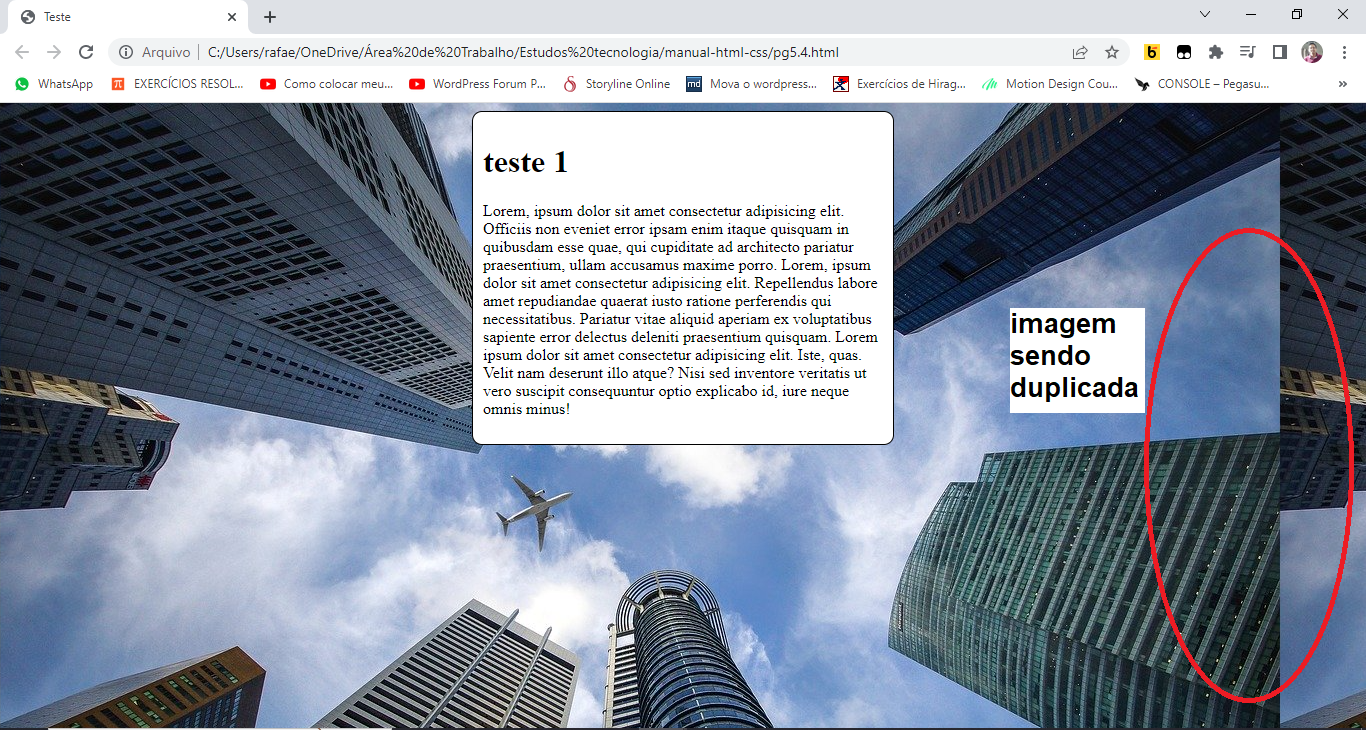 Teste
Arquivo | C:/Users/rafae/OneDrive/Área%20de%20Trabalho/Estudos%20tecnologia/manual-html-css/pg5.4.html
WhatsApp EXERCÍCIOS RESOL... Como colocar meu... WordPress Forum P... Storyline Online md Mova o wordpress... Exercícios de Hirag... Motion Design Cou... CONSOLE – Pegasu... »
teste 1
Lorem, ipsum dolor sit amet consectetur adipisicing elit.
Officiis non eveniet error ipsam enim itaque quisquam in
quibusdam esse quae, qui cupiditate ad architecto pariatur
praesentium, ullam accusamus maxime porro. Lorem, ipsum
dolor sit amet consectetur adipisicing elit. Repellendus labore
amet repudiandae quaerat iusto ratione perferendis qui
necessitatibus. Pariatur vitae aliquid aperiam ex voluptatibus
sapiente error delectus deleniti praesentium quisquam. Lorem
ipsum dolor sit amet consectetur adipisicing elit. Iste, quas.
Velit nam deserunt illo atque? Nisi sed inventore veritatis ut
vero suscipit consequuntur optio explicabo id, iure neque
omnis minus!
imagem
sendo
duplicada